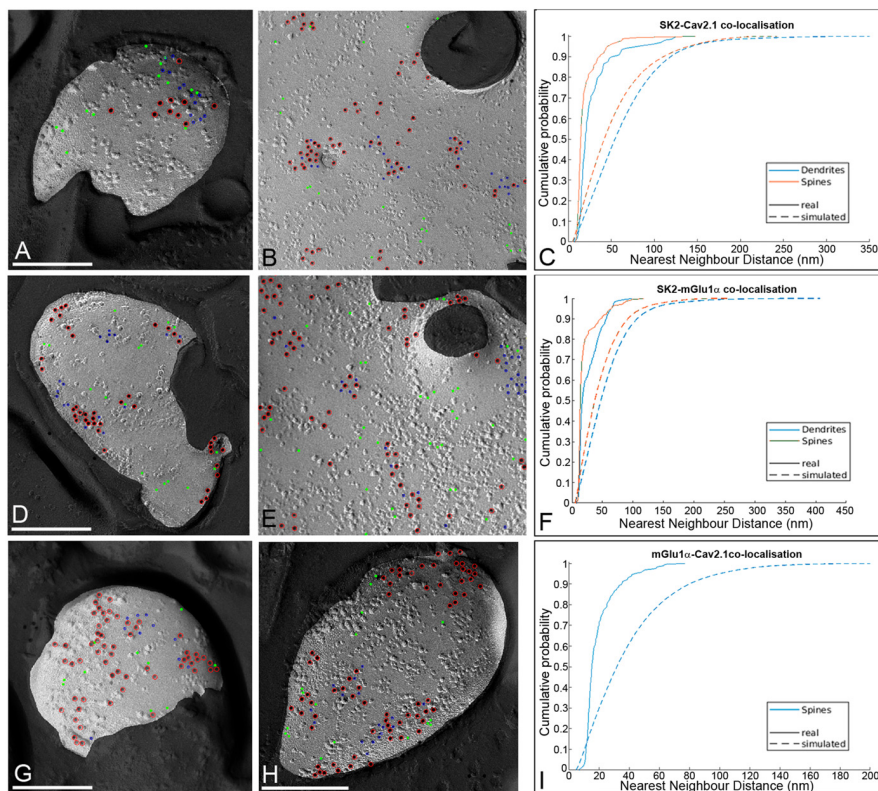 A
B
SK2-Cav2.1 co-localisation
Cumulative probability
1
0.9
0.8
0.7
0.6
0.5
0.4
0.3
0.2
0.1
0
Dendrites
Spines
real
simulated
0 50 100 150 200 250 300 350
Nearest Neighbour Distance (nm)
C
D
E
SK2-mGlu1α co-localisation
Cumulative probability
1
0.9
0.8
0.7
0.6
0.5
0.4
0.3
0.2
0.1
0
Dendrites
Spines
real
simulated
0 50 100 150 200 250 300 350 400 450
Nearest Neighbour Distance (nm)
F
G
H
mGlu1α-Cav2.1co-localisation
Cumulative probability
1
0.9
0.8
0.7
0.6
0.5
0.4
0.3
0.2
0.1
0
Spines
real
simulated
0 20 40 60 80 100 120 140 160 180 200
Nearest Neighbour Distance (nm)
I